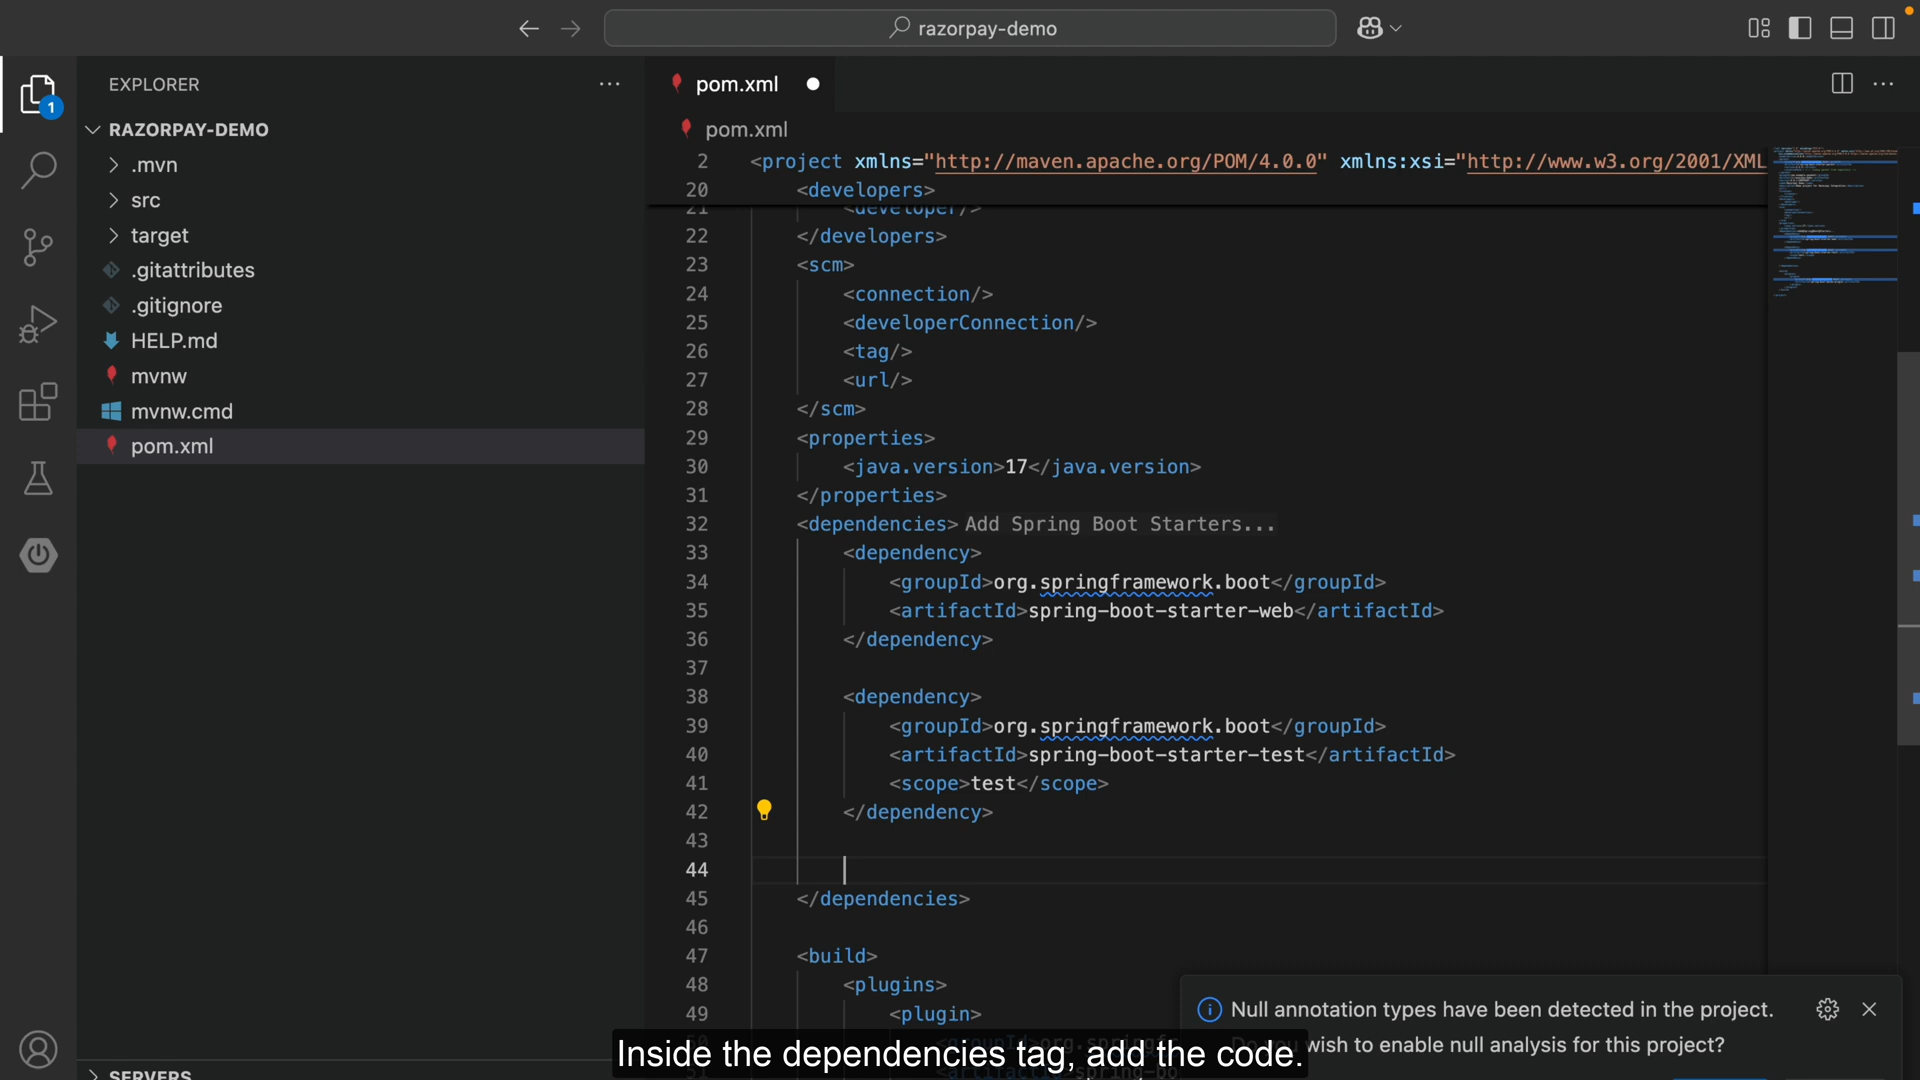 razorpay-demo
EXPLORER
RAZORPAY-DEMO
.mvn
src
target
.gitattributes
.gitignore
HELP.md
mvnw
mvnw.cmd
pom.xml
SERVERS
pom.xml
pom.xml
2 <project xmlns="http://maven.apache.org/POM/4.0.0" xmlns:xsi="http://www.w3.org/2001/XML
20 <developers>
21 <developer/>
22 </developers>
23 <scm>
24 <connection/>
25 <developerConnection/>
26 <tag/>
27 <url/>
28 </scm>
29 <properties>
30 <java.version>17</java.version>
31 </properties>
32 <dependencies> Add Spring Boot Starters...
33 <dependency>
34 <groupId>org.springframework.boot</groupId>
35 <artifactId>spring-boot-starter-web</artifactId>
36 </dependency>
37
38 <dependency>
39 <groupId>org.springframework.boot</groupId>
40 <artifactId>spring-boot-starter-test</artifactId>
41 <scope>test</scope>
42 </dependency>
43
44
45 </dependencies>
46
47 <build>
48 <plugins>
49 <plugin>
Null annotation types have been detected in the project.
wish to enable null analysis for this project?
Inside the dependencies tag, add the code.
1